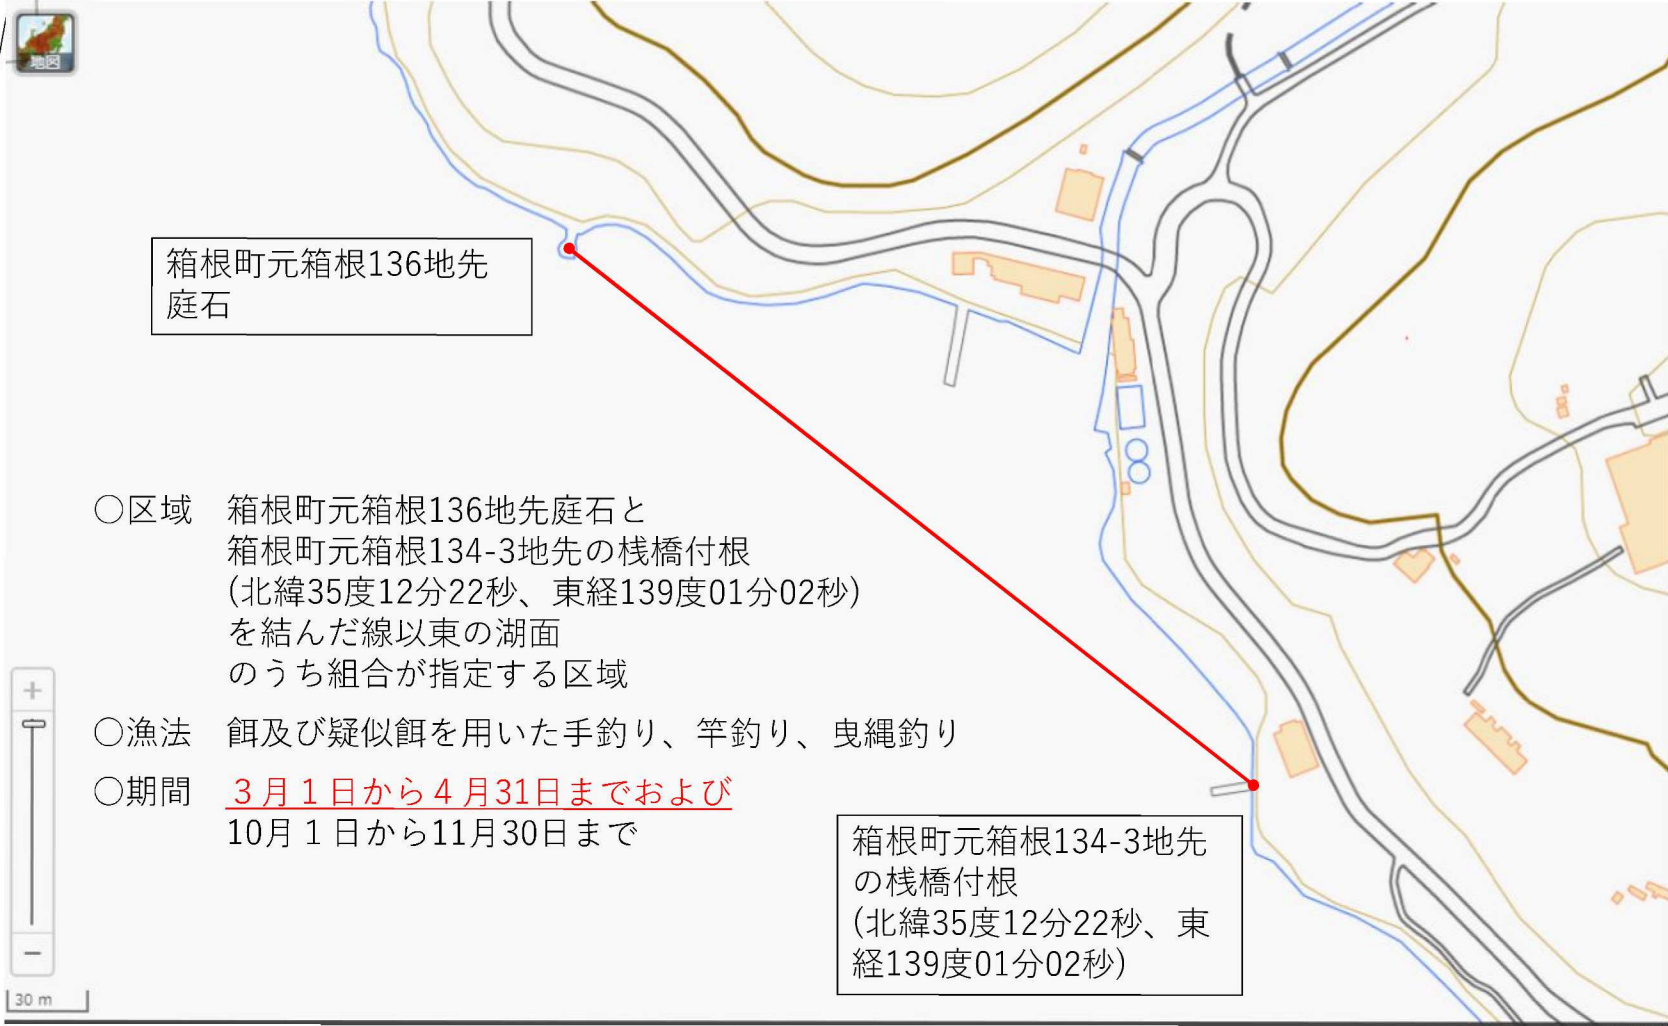 地図
箱根町元箱根136地先
庭石
○区域 箱根町元箱根136地先庭石と
箱根町元箱根134-3地先の桟橋付根
(北緯35度12分22秒、東経139度01分02秒)
を結んだ線以東の湖面
のうち組合が指定する区域
○漁法 餌及び疑似餌を用いた手釣り、竿釣り、曳縄釣り
○期間 ３月１日から４月31日までおよび
10月１日から11月30日まで
箱根町元箱根134-3地先
の桟橋付根
(北緯35度12分22秒、東
経139度01分02秒)
+
−
30 m